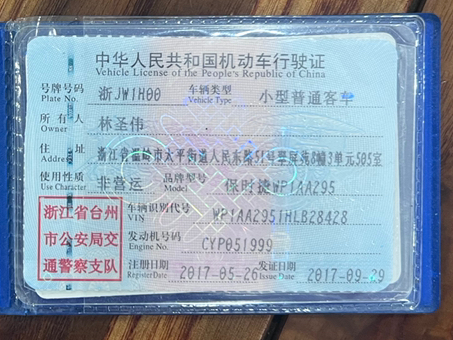 中华人民共和国机动车行驶证
Vehicle License of the People's Republic of China
号牌号码 浙JW1H00 车辆类型 小型普通客车
Plate No. Vehicle Type
所有人 林圣伟
Owner
住址 浙江省温岭市太平街道人民东路51号翠屏苑8幢3单元505室
Address
使用性质 非营运 品牌型号 保时捷WP1AA295
Use Character Model
浙江省台州
市公安局交
通警察支队
车辆识别代号 WP1AA2951HLB28428
VIN
发动机号码 CYP051999
Engine No.
注册日期 2017-05-26 发证日期 2017-09-29
Register Date Issue Date